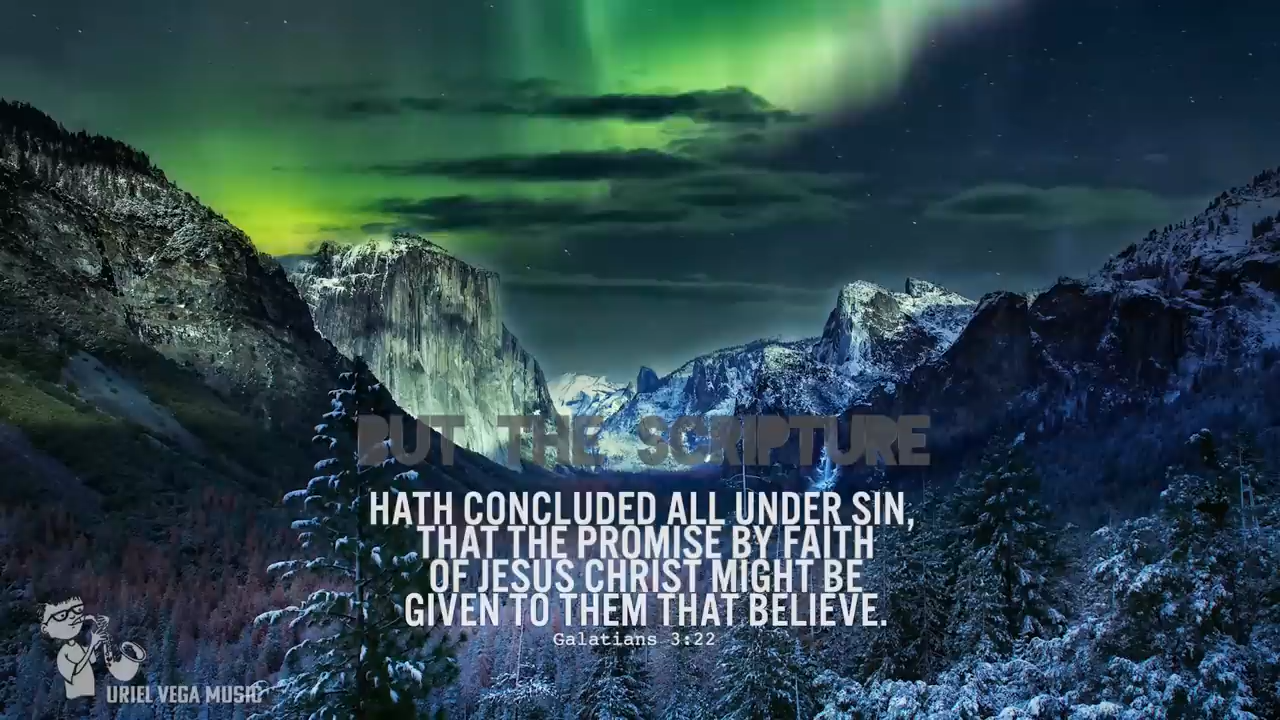 BUT THE SCRIPTURE
HATH CONCLUDED ALL UNDER SIN,
THAT THE PROMISE BY FAITH
OF JESUS CHRIST MIGHT BE
GIVEN TO THEM THAT BELIEVE.
Galatians 3:22
URIEL VEGA MUSIC